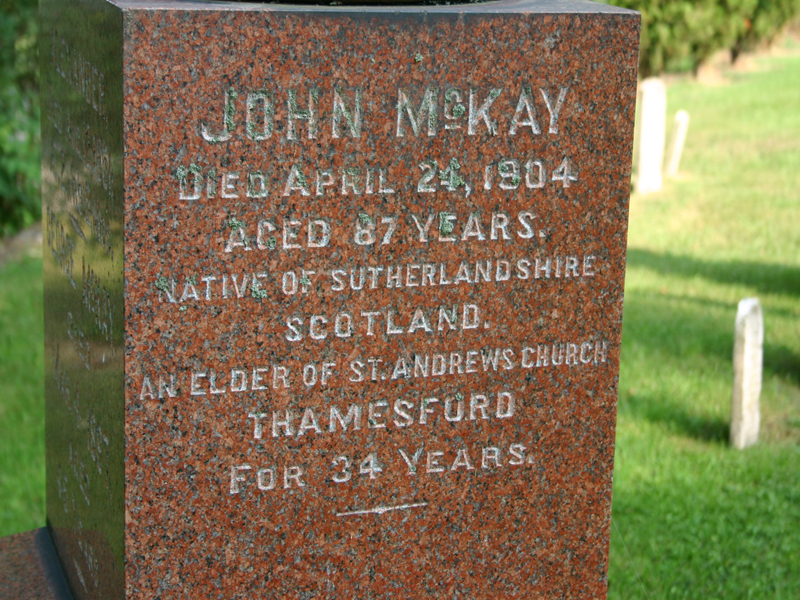 JOHN McKAY
DIED APRIL 24, 1904
AGED 87 YEARS.
NATIVE OF SUTHERLANDSHIRE
SCOTLAND.
AN ELDER OF ST. ANDREWS CHURCH
THAMESFORD
FOR 34 YEARS.